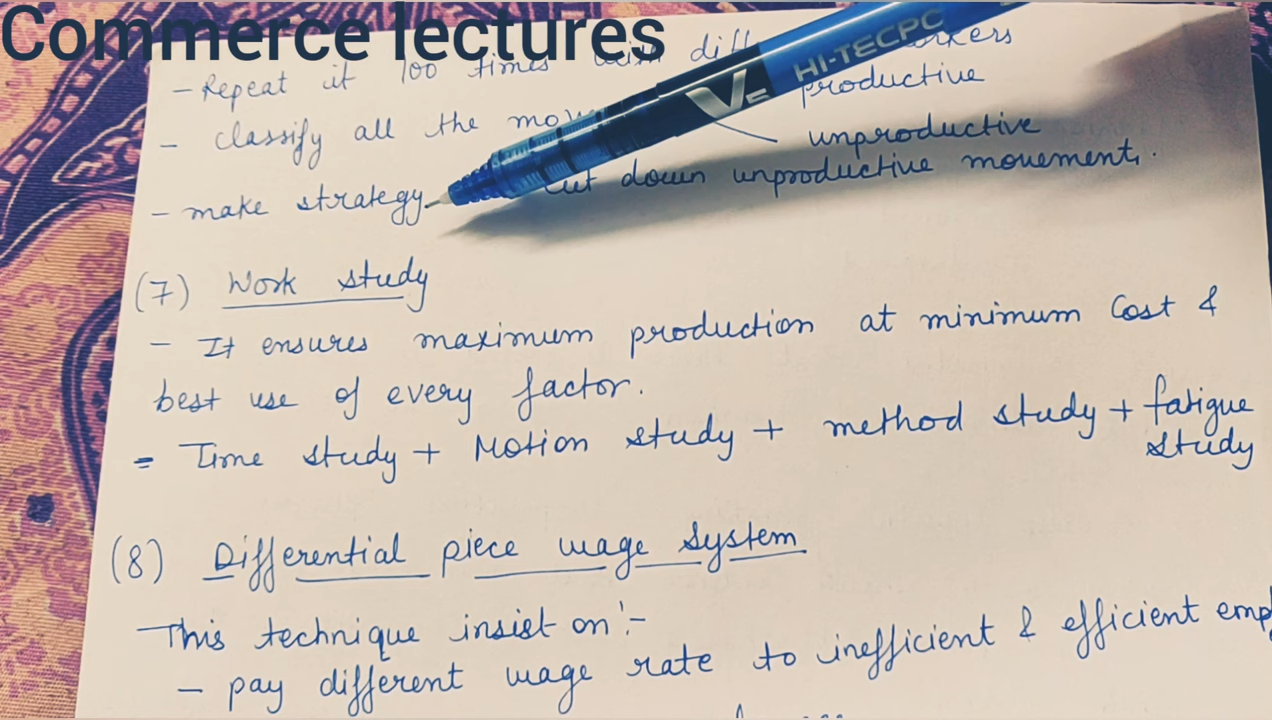 Commerce lectures
- Repeat it 100 times with
HI-TECPC
V5
productive
- classify all the
unproductive
- make strategy cut down unproductive movement.
(7) Work study
- It ensures maximum production at minimum Cost &
best use of every factor.
= Time study + Motion study + method study + fatigue
study
(8) Differential piece wage system
This technique insist on :-
- pay different wage rate to inefficient & efficient emp